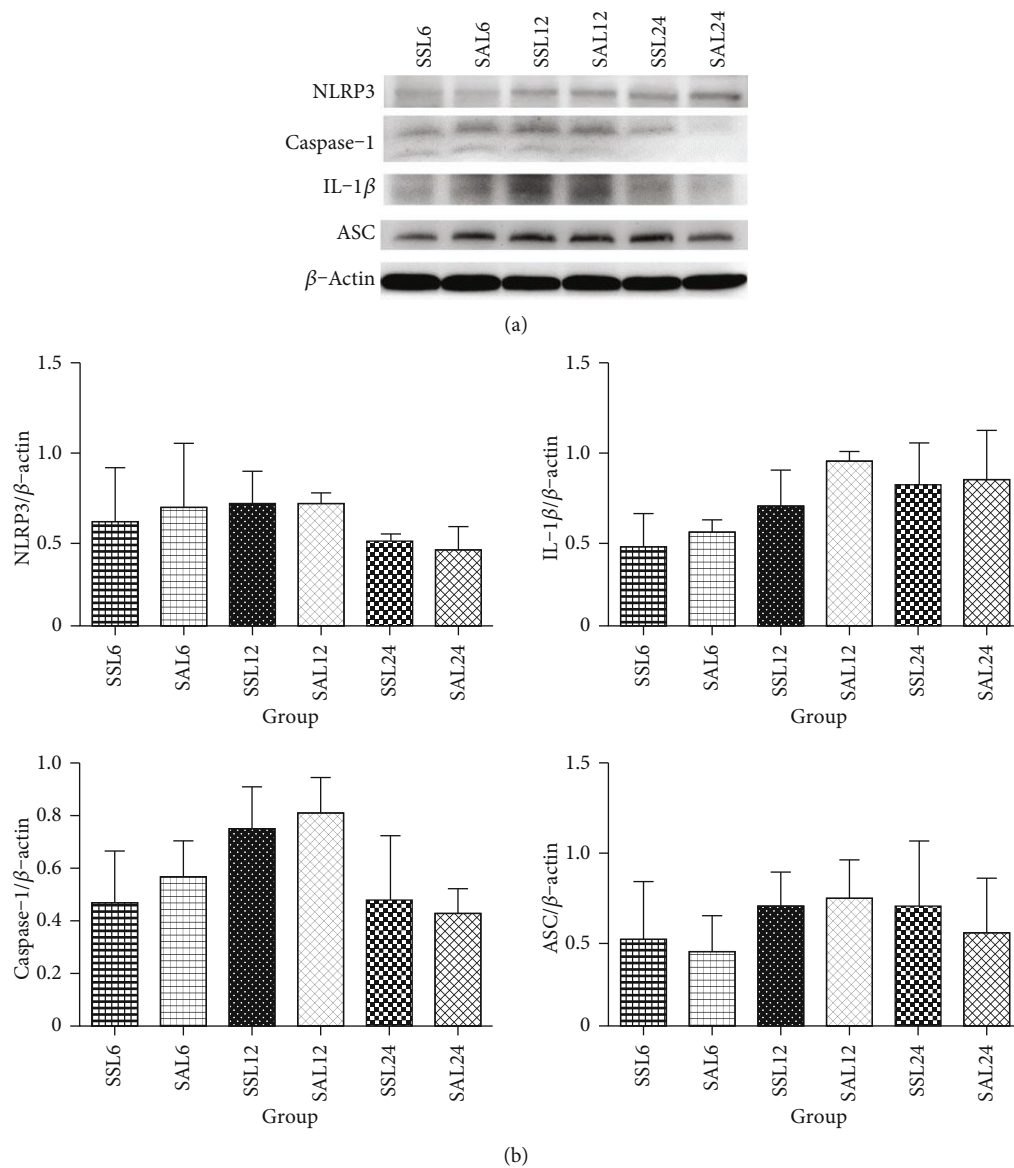 SSL6 SAL6 SSL12 SAL12 SSL24 SAL24
NLRP3
Caspase−1
IL−1β
ASC
β−Actin
(a)
NLRP3/β−actin
1.5
1.0
0.5
0
SSL6 SAL6 SSL12 SAL12 SSL24 SAL24
Group
IL−1β/β−actin
1.5
1.0
0.5
0
SSL6 SAL6 SSL12 SAL12 SSL24 SAL24
Group
Caspase−1/β−actin
1.0
0.8
0.6
0.4
0.2
0
SSL6 SAL6 SSL12 SAL12 SSL24 SAL24
Group
ASC/β−actin
1.5
1.0
0.5
0
SSL6 SAL6 SSL12 SAL12 SSL24 SAL24
Group
(b)